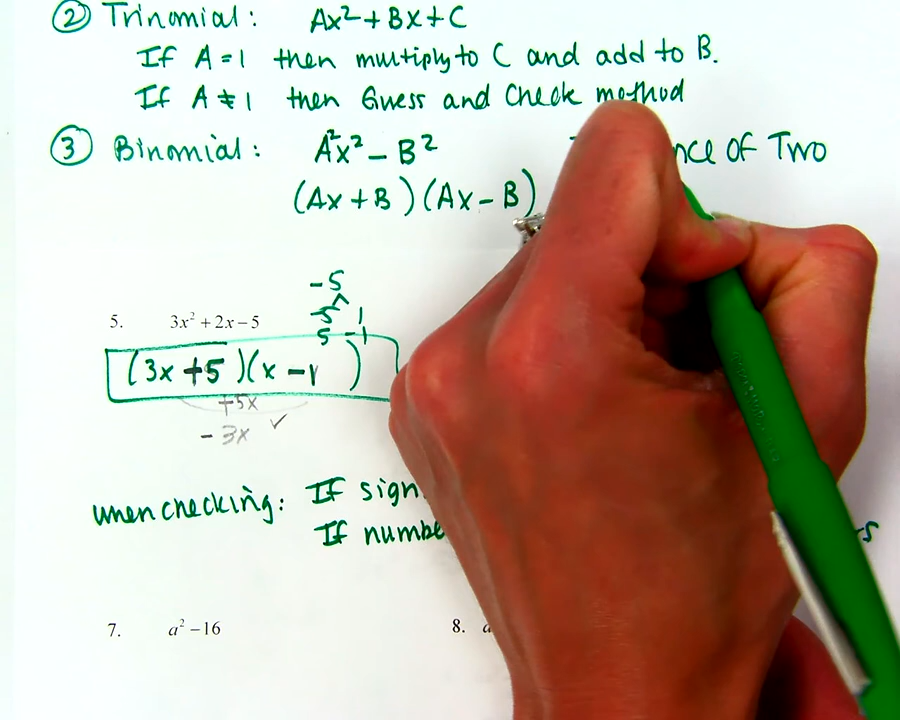 ② Trinomial: Ax² + Bx + C
If A = 1 then multiply to C and add to B.
If A ≠ 1 then Guess and Check method
③ Binomial: A²x² − B² nce of Two
(Ax + B)(Ax − B)
-5
-5 1
5. 3x² + 2x − 5 5 -1
(3x + 5)(x − 1)
+5x
- 3x ✓
when checking: If sign
If numbe
7. a² − 16 8. a